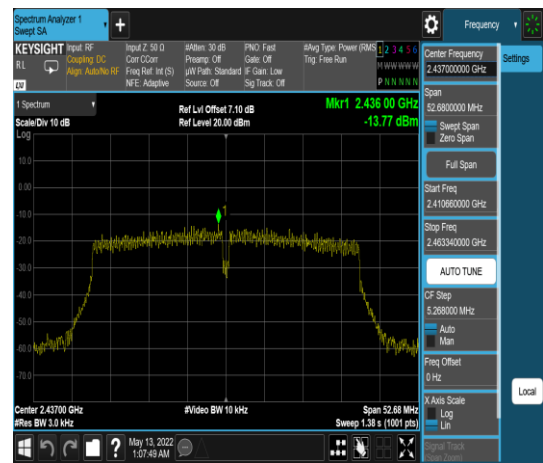 Spectrum Analyzer 1
Swept SA
+
Frequency
KEYSIGHT
RL
Input: RF
Coupling: DC
Align: Auto/No RF
Input Z: 50 Ω
Corr CCorr
Freq Ref: Int (S)
NFE: Adaptive
#Atten: 30 dB
Preamp: Off
µW Path: Standard
Source: Off
PNO: Fast
Gate: Off
IF Gain: Low
Sig Track: Off
#Avg Type: Power (RMS
Trig: Free Run
1 2 3 4 5 6
M W W W W W
P N N N N N
1 Spectrum
Scale/Div 10 dB
Log
Ref Lvl Offset 7.10 dB
Ref Level 20.00 dBm
Mkr1 2.436 00 GHz
-13.77 dBm
10.0
0.00
-10.0
-20.0
-30.0
-40.0
-50.0
-60.0
-70.0
1
Center 2.43700 GHz
#Res BW 3.0 kHz
#Video BW 10 kHz
Span 52.68 MHz
Sweep 1.38 s (1001 pts)
Center Frequency
2.437000000 GHz
Settings
Span
52.6800000 MHz
Swept Span
Zero Span
Full Span
Start Freq
2.410660000 GHz
Stop Freq
2.463340000 GHz
AUTO TUNE
CF Step
5.268000 MHz
Auto
Man
Freq Offset
0 Hz
X Axis Scale
Log
Lin
Local
Signal Track
(Span Zoom)
?
May 13, 2022
1:07:49 AM